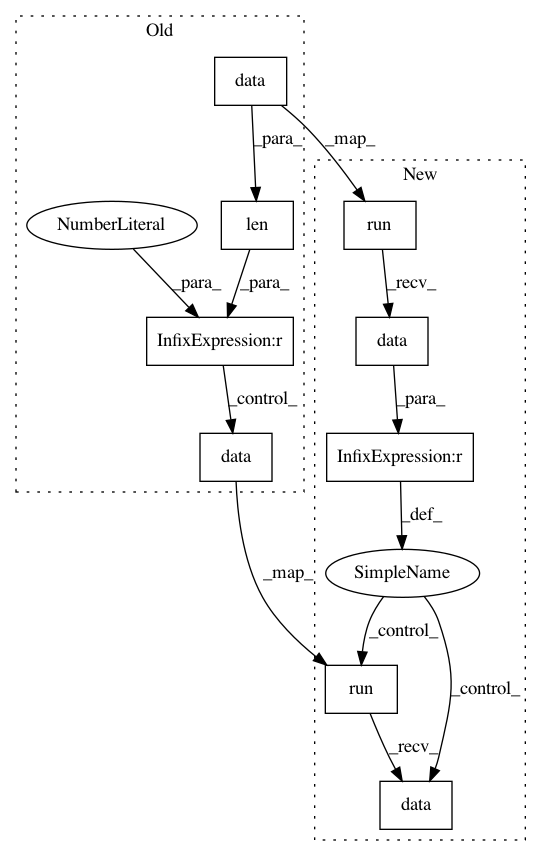 Old
data
_para_
_map_
New
NumberLiteral
len
run
_para_
_para_
_recv_
InfixExpression:r
data
_control_
_para_
data
InfixExpression:r
_def_
_map_
SimpleName
_control_
_control_
run
_recv_
data